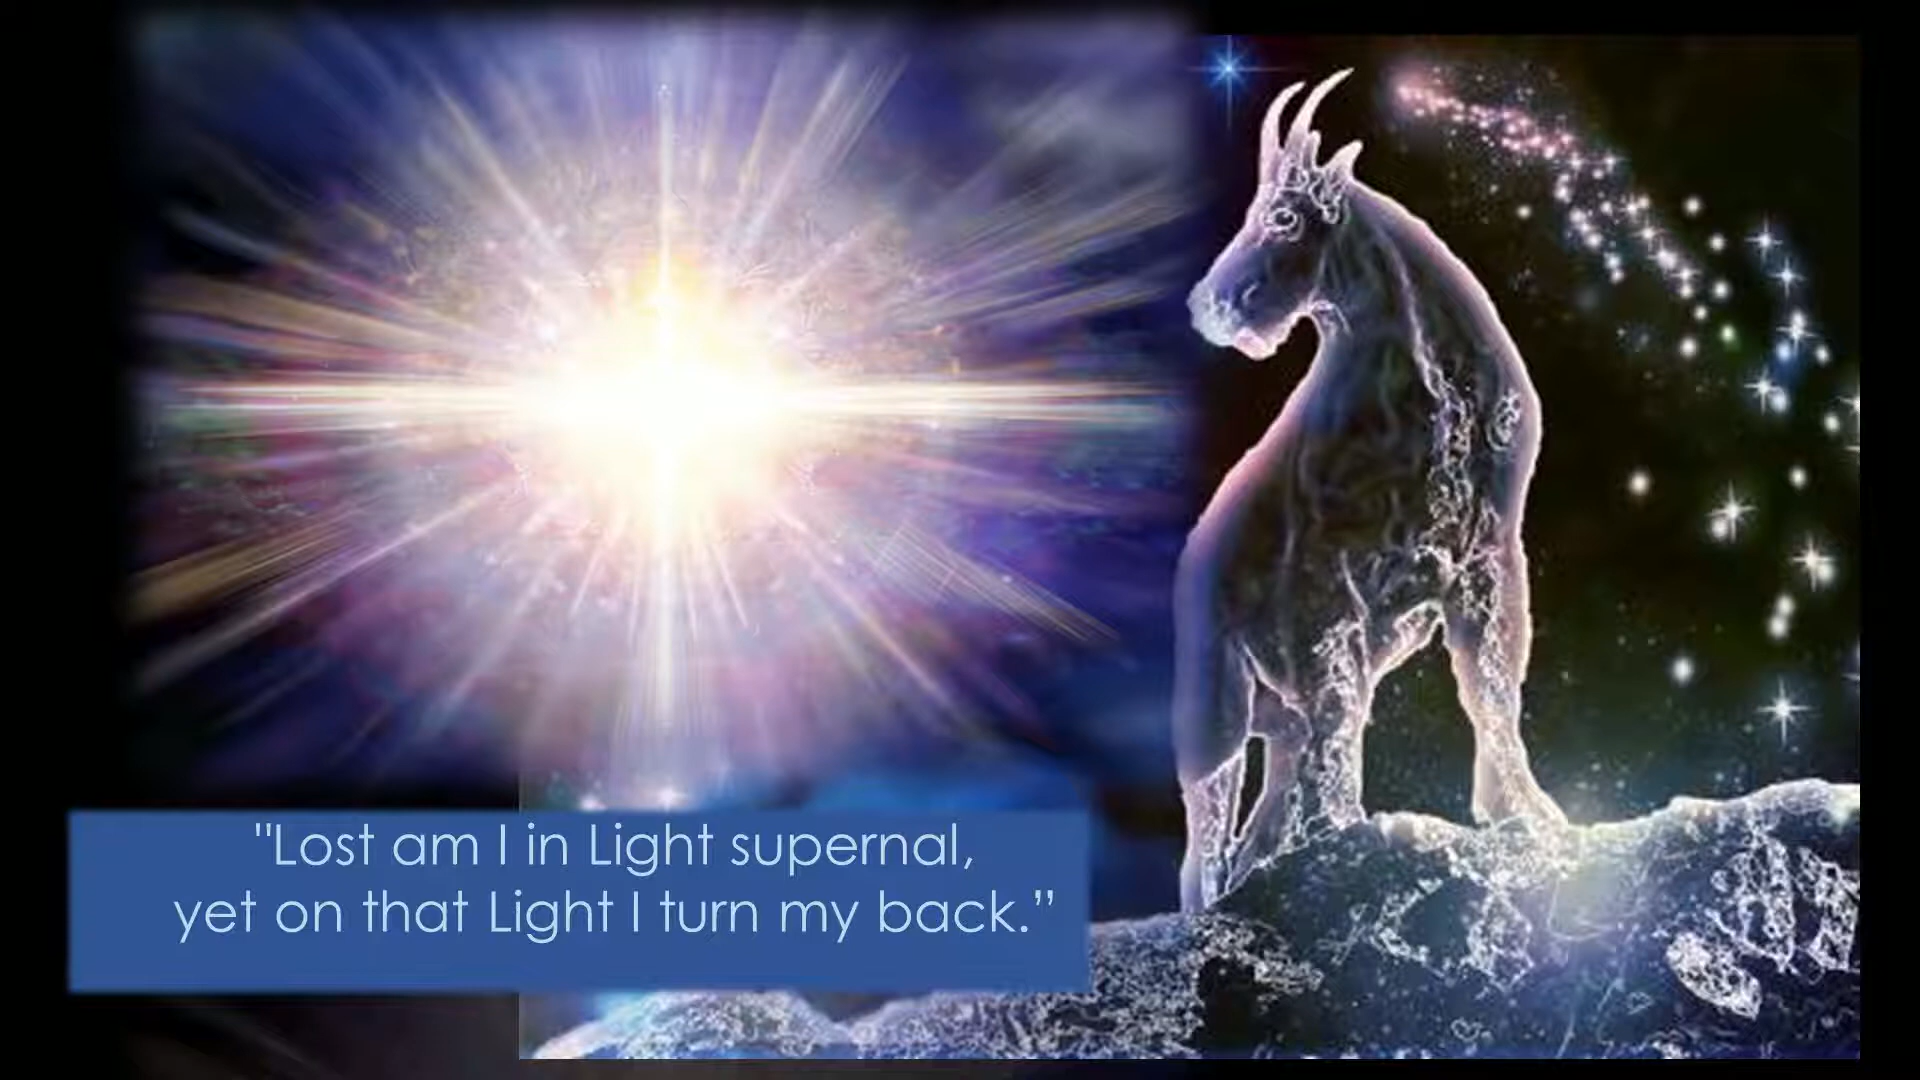 "Lost am I in Light supernal,
yet on that Light I turn my back.”